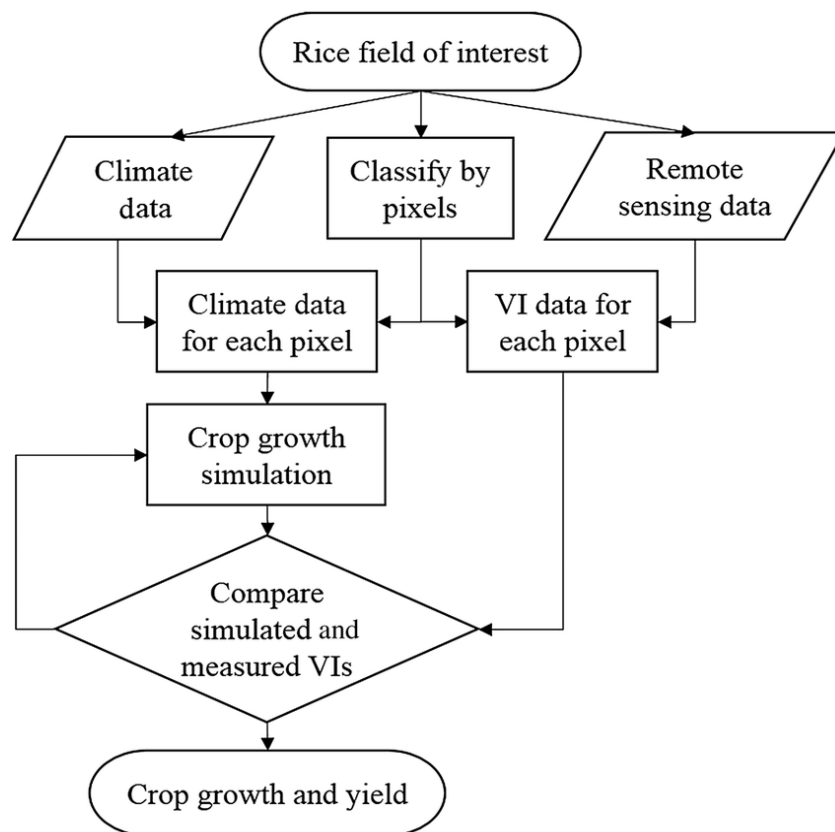 Rice field of interest
Climate
data
Classify by
pixels
Remote
sensing data
Climate data
for each pixel
VI data for
each pixel
Crop growth
simulation
Compare
simulated and
measured VIs
Crop growth and yield